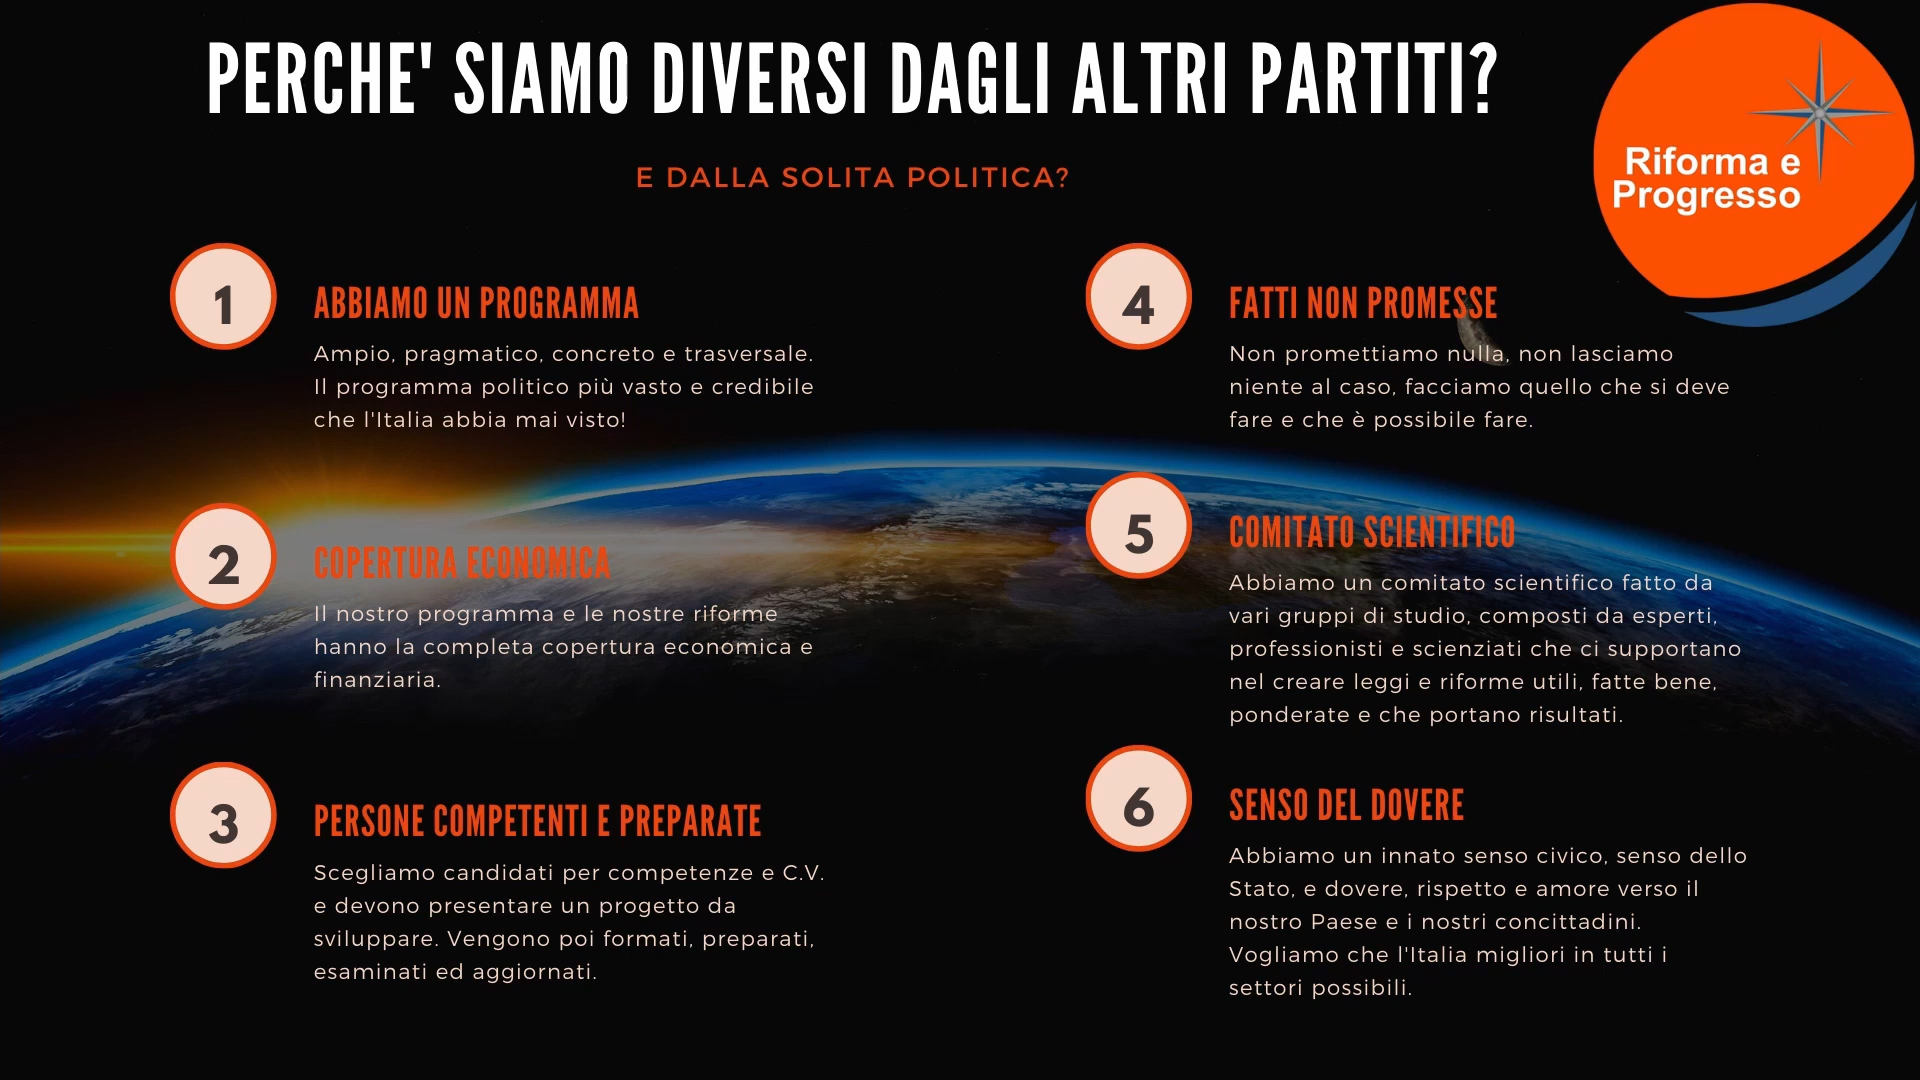 PERCHE' SIAMO DIVERSI DAGLI ALTRI PARTITI?
E DALLA SOLITA POLITICA?
Riforma e
Progresso
1
ABBIAMO UN PROGRAMMA
Ampio, pragmatico, concreto e trasversale.
Il programma politico più vasto e credibile
che l'Italia abbia mai visto!
2
COPERTURA ECONOMICA
Il nostro programma e le nostre riforme
hanno la completa copertura economica e
finanziaria.
3
PERSONE COMPETENTI E PREPARATE
Scegliamo candidati per competenze e C.V.
e devono presentare un progetto da
sviluppare. Vengono poi formati, preparati,
esaminati ed aggiornati.
4
FATTI NON PROMESSE
Non promettiamo nulla, non lasciamo
niente al caso, facciamo quello che si deve
fare e che è possibile fare.
5
COMITATO SCIENTIFICO
Abbiamo un comitato scientifico fatto da
vari gruppi di studio, composti da esperti,
professionisti e scienziati che ci supportano
nel creare leggi e riforme utili, fatte bene,
ponderate e che portano risultati.
6
SENSO DEL DOVERE
Abbiamo un innato senso civico, senso dello
Stato, e dovere, rispetto e amore verso il
nostro Paese e i nostri concittadini.
Vogliamo che l'Italia migliori in tutti i
settori possibili.